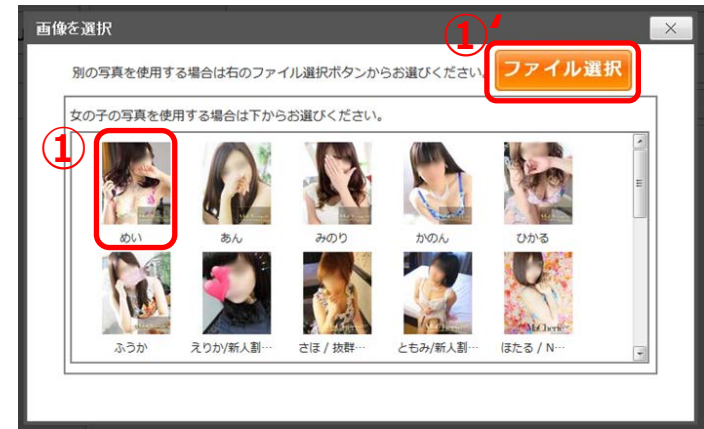 画像を選択
①´
別の写真を使用する場合は右のファイル選択ボタンからお選びください。
ファイル選択
女の子の写真を使用する場合は下からお選びください。
①
めい
あん
みのり
かのん
ひかる
MaCherie
ふうか
えりか/新人割…
さほ / 抜群…
ともみ/新人割…
ほたる / N…